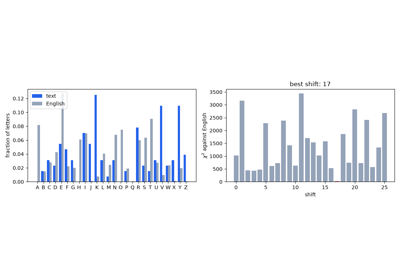 best shift: 17
text
English
fraction of letters
0.12
0.10
0.08
0.06
0.04
0.02
0.00
A B C D E F G H I J K L M N O P Q R S T U V W X Y Z
χ² against English
3500
3000
2500
2000
1500
1000
500
0
0 5 10 15 20 25
shift